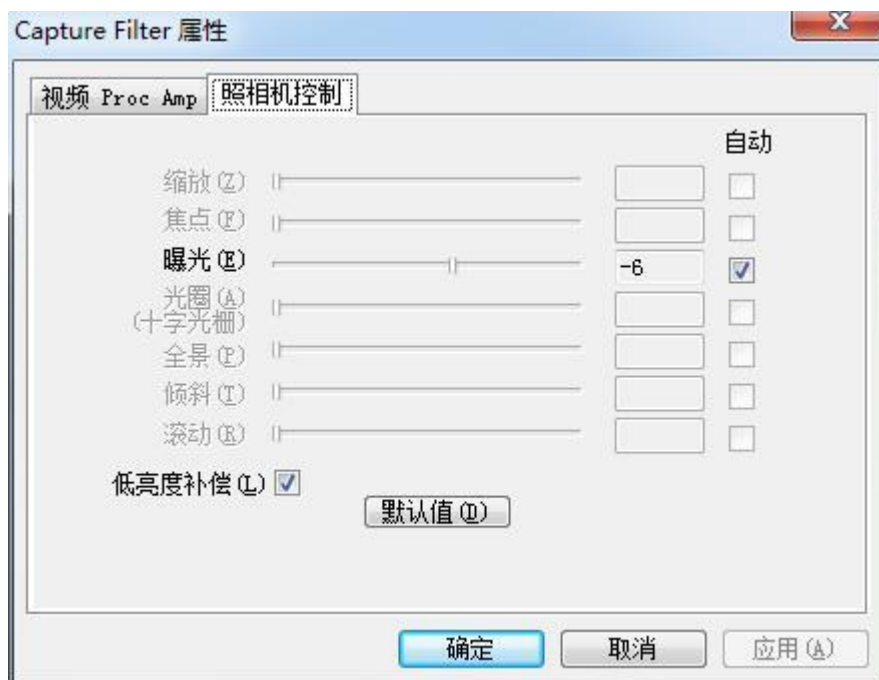 Capture Filter 属性
X
视频 Proc Amp
照相机控制
自动
缩放(Z)
焦点(F)
曝光(E)
-6
光圈(A)
(十字光栅)
全景(P)
倾斜(T)
滚动(R)
低亮度补偿(L)
默认值(D)
确定
取消
应用(A)